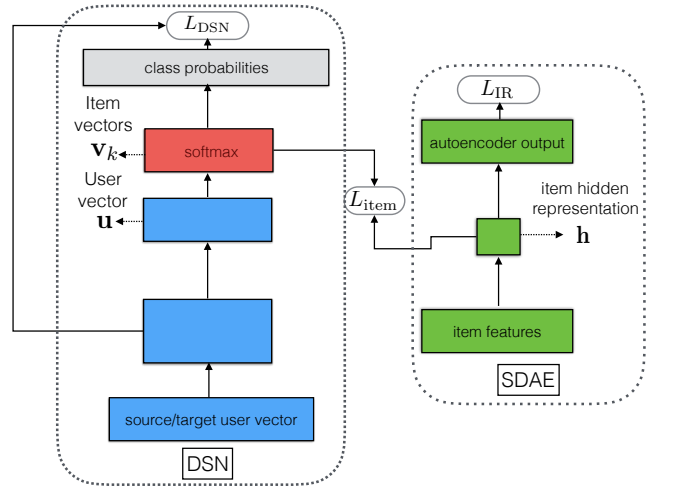 L_DSN
class probabilities
Item
vectors
v_k
softmax
User
vector
u
source/target user vector
DSN
L_item
L_IR
autoencoder output
item hidden
representation
h
item features
SDAE